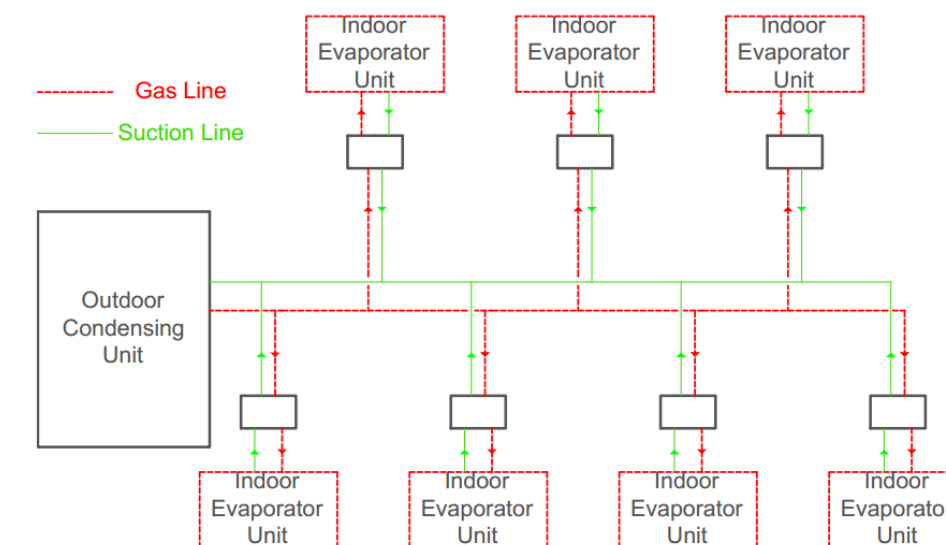 Indoor
Evaporator
Unit
Indoor
Evaporator
Unit
Indoor
Evaporator
Unit
Gas Line
Suction Line
Outdoor
Condensing
Unit
Indoor
Evaporator
Unit
Indoor
Evaporator
Unit
Indoor
Evaporator
Unit
Indoor
Evaporato
Unit